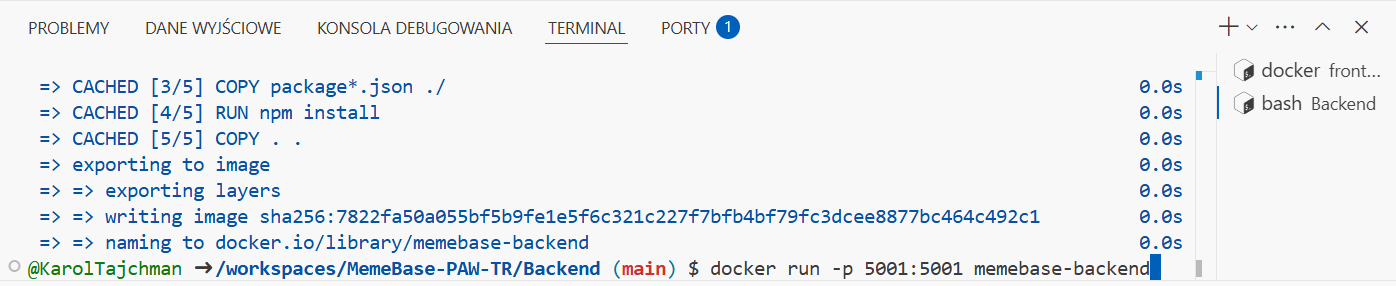 PROBLEMY DANE WYJŚCIOWE KONSOLA DEBUGOWANIA TERMINAL PORTY 1
=> CACHED [3/5] COPY package*.json ./ 0.0s
=> CACHED [4/5] RUN npm install 0.0s
=> CACHED [5/5] COPY . . 0.0s
=> exporting to image 0.0s
=> => exporting layers 0.0s
=> => writing image sha256:7822fa50a055bf5b9fe1e5f6c321c227f7bfb4bf79fc3dcee8877bc464c492c1 0.0s
=> => naming to docker.io/library/memebase-backend 0.0s
@KarolTajchman ➜/workspaces/MemeBase-PAW-TR/Backend (main) $ docker run -p 5001:5001 memebase-backend
docker front...
bash Backend